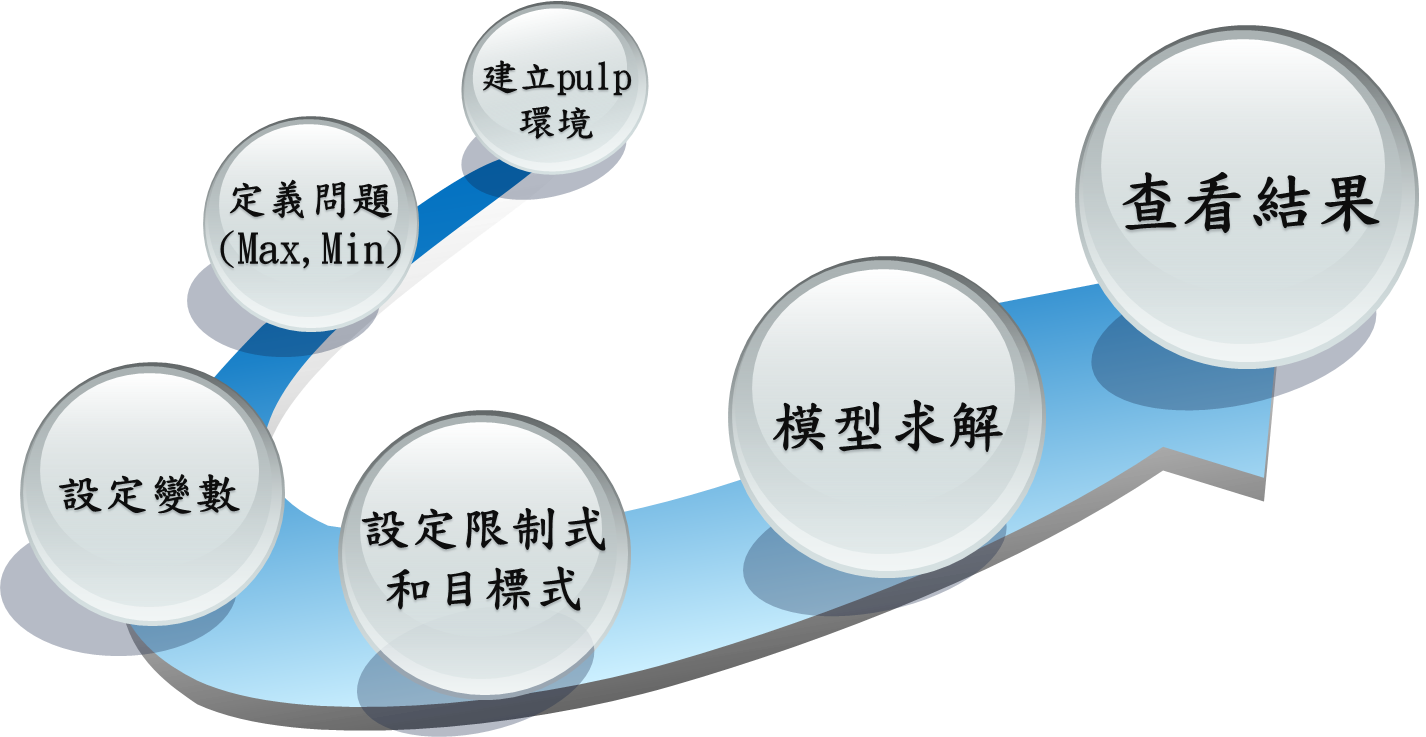 建立pulp
環境
定義問題
(Max,Min)
設定變數
設定限制式
和目標式
模型求解
查看結果